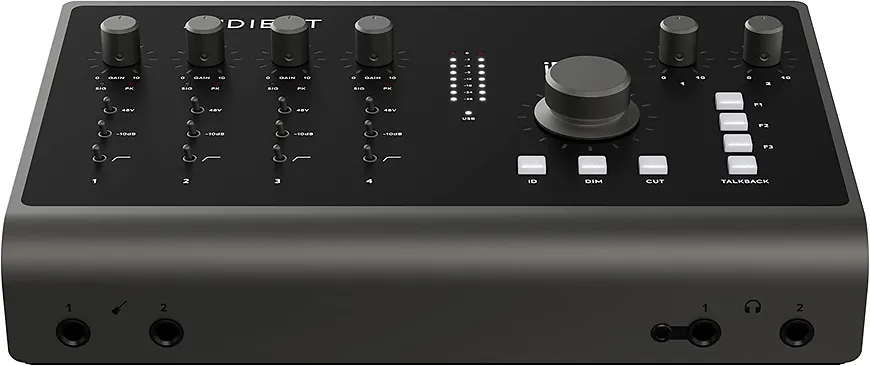 0 GAIN 10 0 GAIN 10 0 GAIN 10 0 GAIN 10 0 10 0 10
SIG PK SIG PK SIG PK SIG PK 1 2
48V 48V 48V 48V F1
USB F2
-10dB -10dB -10dB -10dB
F3
1 2 3 4 ID DIM CUT TALKBACK
1 2 1 2